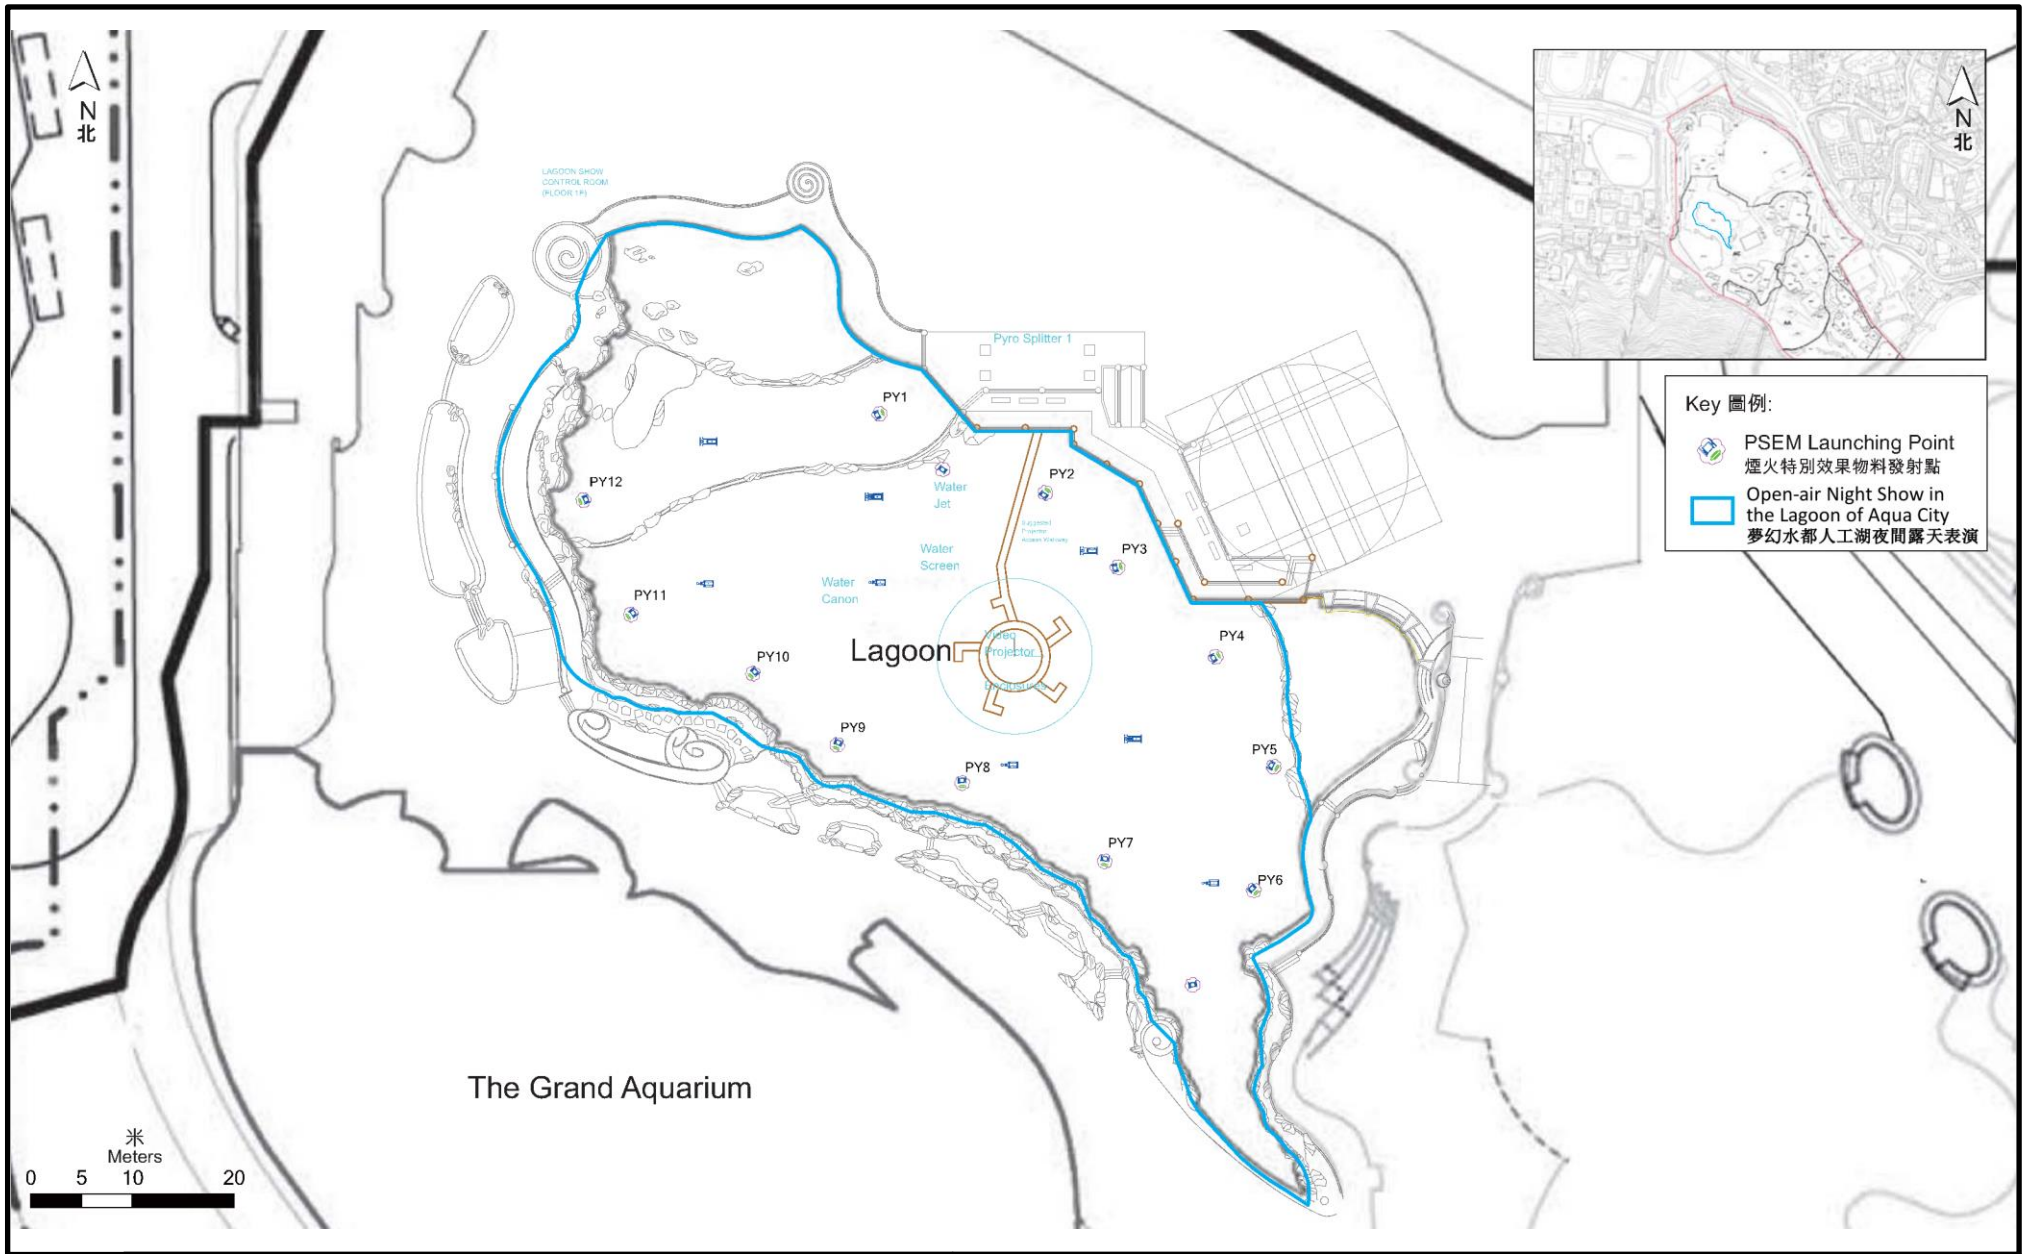 N
北
N
北
LAGOON SHOW
CONTROL ROOM
(FLOOR 1F)
Pyro Splitter 1
Key 圖例:
PSEM Launching Point
煙火特別效果物料發射點
Open-air Night Show in
the Lagoon of Aqua City
夢幻水都人工湖夜間露天表演
PY1
PY2
PY12
Water
Jet
Projector
Water
Screen
PY3
Water
Canon
PY11
PY4
Video
Projector
Enclosures
Lagoon
PY10
PY9
PY5
PY8
PY7
PY6
The Grand Aquarium
米
Meters
0 5 10 20